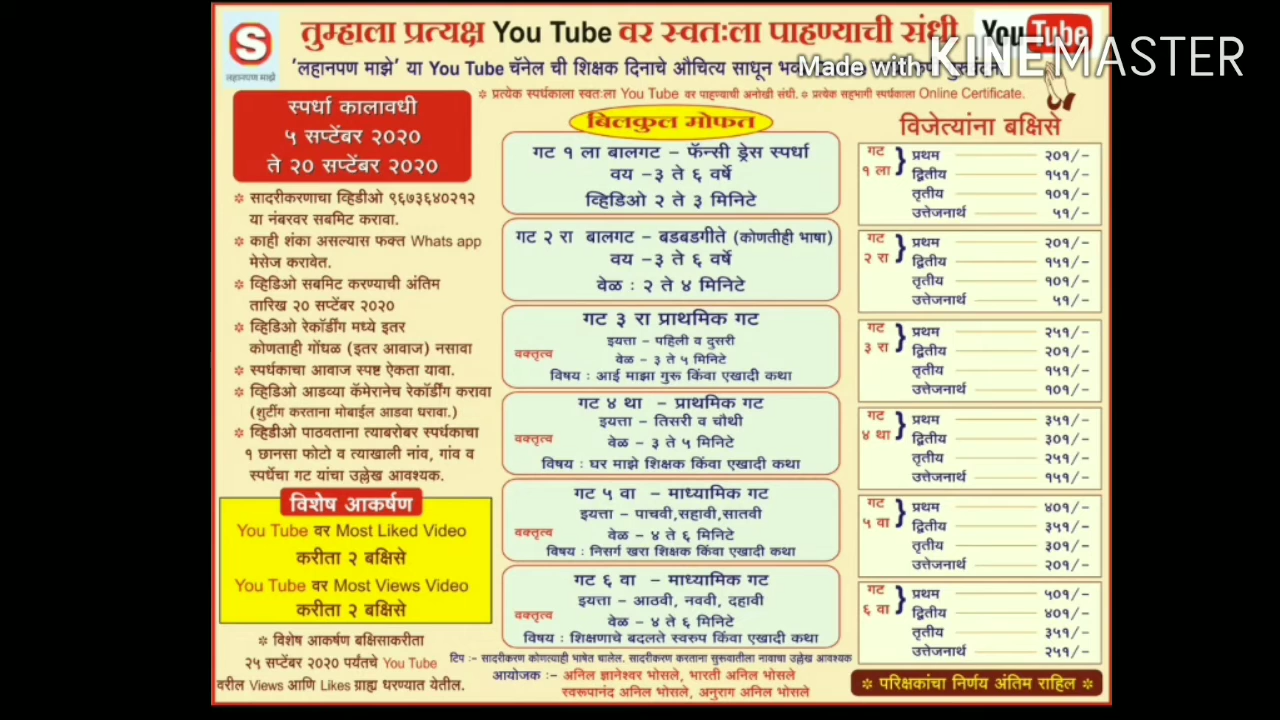 तुम्हाला प्रत्यक्ष You Tube वर स्वतःला पाहण्याची संधी
You Tube
Made with KINEMASTER
S
लहानपण माझे
'लहानपण माझे' या You Tube चॅनेल ची शिक्षक दिनाचे औचित्य साधून
✵ प्रत्येक स्पर्धकाला स्वतःला You Tube वर पाहण्याची अनोखी संधी. ✵ प्रत्येक सहभागी स्पर्धकाला Online Certificate.
स्पर्धा कालावधी
५ सप्टेंबर २०२०
ते २० सप्टेंबर २०२०
✵ सादरीकरणाचा व्हिडीओ ९६७३६४०२१२
या नंबरवर सबमिट करावा.
✵ काही शंका असल्यास फक्त Whats app
मेसेज करावेत.
✵ व्हिडिओ सबमिट करण्याची अंतिम
तारिख २० सप्टेंबर २०२०
✵ व्हिडिओ रेकॉर्डींग मध्ये इतर
कोणताही गोंधळ (इतर आवाज) नसावा
✵ स्पर्धकाचा आवाज स्पष्ट ऐकता यावा.
✵ व्हिडिओ आडव्या कॅमेरानेच रेकॉर्डींग करावा
(शुटींग करताना मोबाईल आडवा धरावा.)
✵ व्हिडीओ पाठवताना त्याबरोबर स्पर्धकाचा
१ छानसा फोटो व त्याखाली नांव, गांव व
स्पर्धेचा गट यांचा उल्लेख आवश्यक.
विशेष आकर्षण
You Tube वर Most Liked Video
करीता २ बक्षिसे
You Tube वर Most Views Video
करीता २ बक्षिसे
✵ विशेष आकर्षण बक्षिसाकरीता
२५ सप्टेंबर २०२० पर्यंतचे You Tube
वरील Views आणि Likes ग्राह्य धरण्यात येतील.
बिलकुल मोफत
गट १ ला बालगट – फॅन्सी ड्रेस स्पर्धा
वय –३ ते ६ वर्षे
व्हिडिओ २ ते ३ मिनिटे
गट २ रा बालगट – बडबडगीते (कोणतीही भाषा)
वय –३ ते ६ वर्षे
वेळ : २ ते ४ मिनिटे
गट ३ रा प्राथमिक गट
इयत्ता – पहिली व दुसरी
वक्तृत्व वेळ – ३ ते ५ मिनिटे
विषय : आई माझा गुरू किंवा एखादी कथा
गट ४ था – प्राथमिक गट
इयत्ता – तिसरी व चौथी
वक्तृत्व वेळ – ३ ते ५ मिनिटे
विषय : घर माझे शिक्षक किंवा एखादी कथा
गट ५ वा – माध्यामिक गट
इयत्ता – पाचवी,सहावी,सातवी
वक्तृत्व वेळ – ४ ते ६ मिनिटे
विषय : निसर्ग खरा शिक्षक किंवा एखादी कथा
गट ६ वा – माध्यामिक गट
इयत्ता – आठवी, नववी, दहावी
वक्तृत्व वेळ – ४ ते ६ मिनिटे
विषय : शिक्षणाचे बदलते स्वरुप किंवा एखादी कथा
टिप :– सादरीकरण कोणत्याही भाषेत चालेल. सादरीकरण करताना सुरूवातीला नावाचा उल्लेख आवश्यक
आयोजक :– अनिल ज्ञानेश्वर भोसले, भारती अनिल भोसले
स्वरूपानंद अनिल भोसले, अनुराग अनिल भोसले
विजेत्यांना बक्षिसे
गट १ ला } प्रथम २०१/–
द्वितीय १५१/–
तृतीय १०१/–
उत्तेजनार्थ ५१/–
गट २ रा } प्रथम २०१/–
द्वितीय १५१/–
तृतीय १०१/–
उत्तेजनार्थ ५१/–
गट ३ रा } प्रथम २५१/–
द्वितीय २०१/–
तृतीय १५१/–
उत्तेजनार्थ १०१/–
गट ४ था } प्रथम ३५१/–
द्वितीय ३०१/–
तृतीय २५१/–
उत्तेजनार्थ १५१/–
गट ५ वा } प्रथम ४०१/–
द्वितीय ३५१/–
तृतीय ३०१/–
उत्तेजनार्थ २०१/–
गट ६ वा } प्रथम ५०१/–
द्वितीय ४०१/–
तृतीय ३५१/–
उत्तेजनार्थ २५१/–
✵ परिक्षकांचा निर्णय अंतिम राहिल ✵